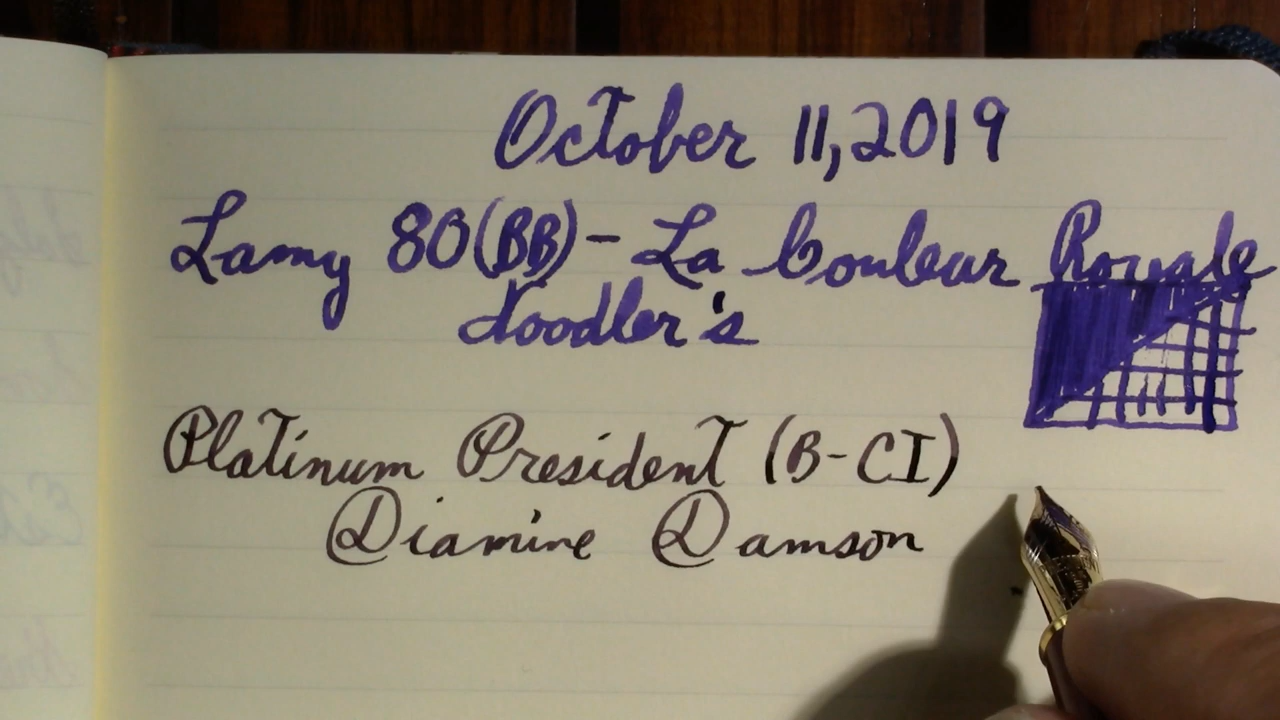 October 11, 2019
Lamy 80 (BB) - La Couleur Royale
Noodler's
Platinum President (B-CI)
Diamine Damson